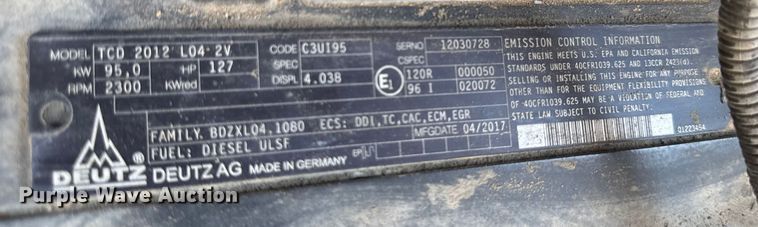 MODEL TCD 2012 L04 2V CODE C3UI95 SERNO 12030728
KW 95,0 HP 127 SPEC CSPEC
RPM 2300 KWred DISPL 4.038 E1 120R 000050
96 I 020072
FAMILY. BDZXL04.1080 ECS: DDI,TC,CAC,ECM,EGR
FUEL: DIESEL ULSF MFGDATE 04/2017
DEUTZ ® DEUTZ AG MADE IN GERMANY EP
EMISSION CONTROL INFORMATION
THIS ENGINE MEETS U.S. EPA AND CALIFORNIA EMISSION
STANDARDS UNDER 40CFR1039.625 AND 13CCR 2423(d).
SELLING OR INSTALLING THIS ENGINE FOR ANY PURPOSE
OTHER THAN FOR THE EQUIPMENT FLEXIBILITY PROVISIONS
OF 40CFR1039.625 MAY BE A VIOLATION OF FEDERAL AND
STATE LAW SUBJECT TO CIVIL PENALTY.
01223454
Purple Wave Auction